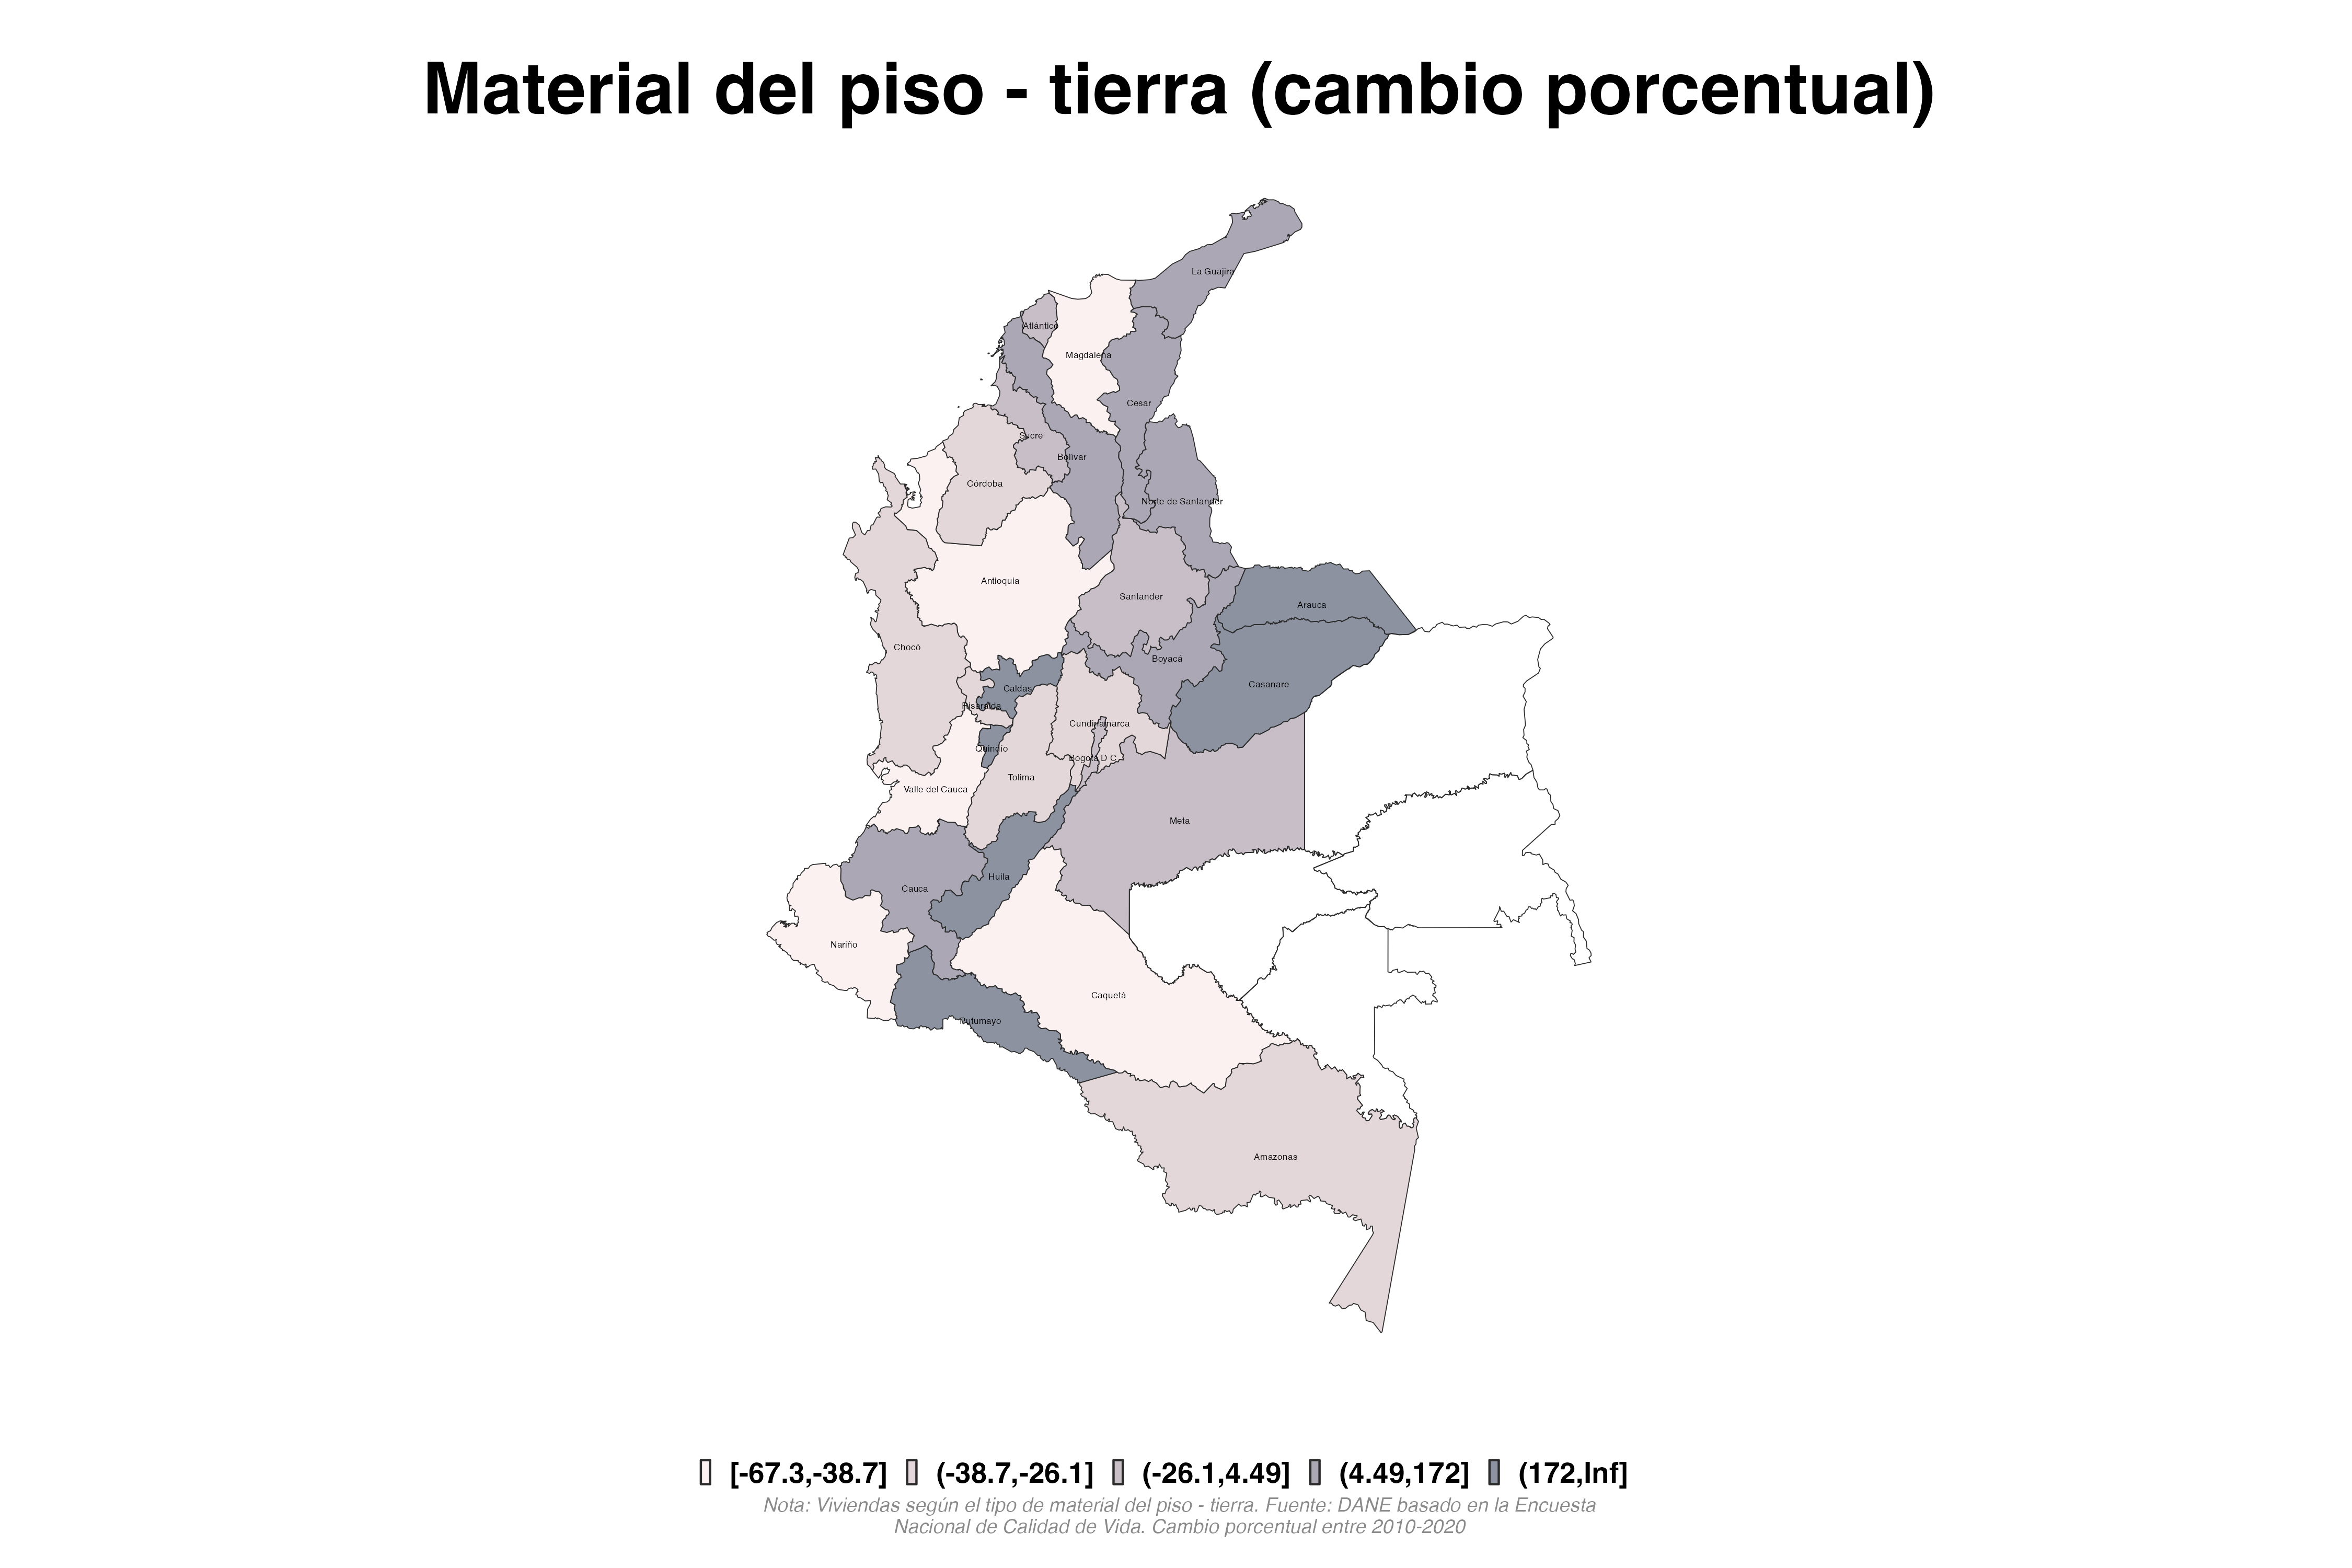 Material del piso - tierra (cambio porcentual)
La Guajira
Atlántico
Magdalena
Cesar
Sucre
Bolívar
Córdoba
Norte de Santander
Antioquia
Santander
Arauca
Chocó
Boyacá
Casanare
Caldas
Risaralda
Cundinamarca
Quindío
Bogotá D C
Tolima
Valle del Cauca
Meta
Huila
Cauca
Nariño
Caquetá
Putumayo
Amazonas
[-67.3,-38.7] (-38.7,-26.1] (-26.1,4.49] (4.49,172] (172,Inf]
Nota: Viviendas según el tipo de material del piso - tierra. Fuente: DANE basado en la Encuesta
Nacional de Calidad de Vida. Cambio porcentual entre 2010-2020